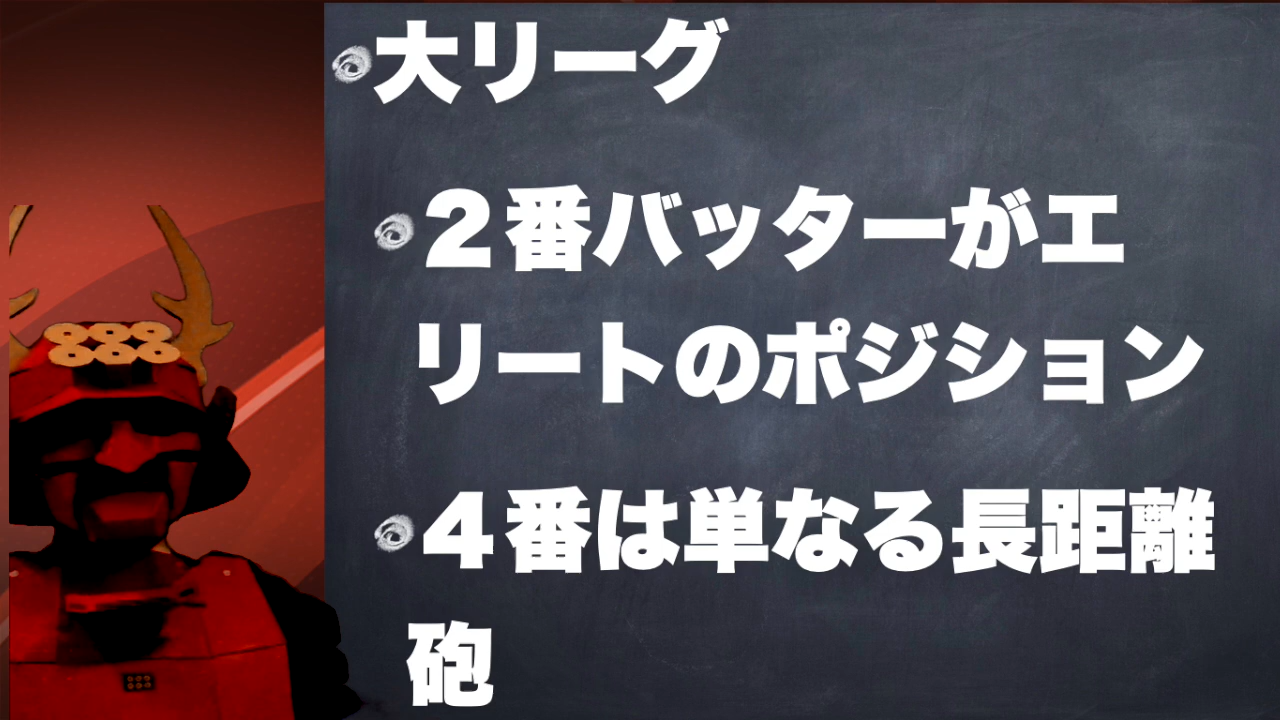 大リーグ
２番バッターがエ
リートのポジション
４番は単なる長距離
砲